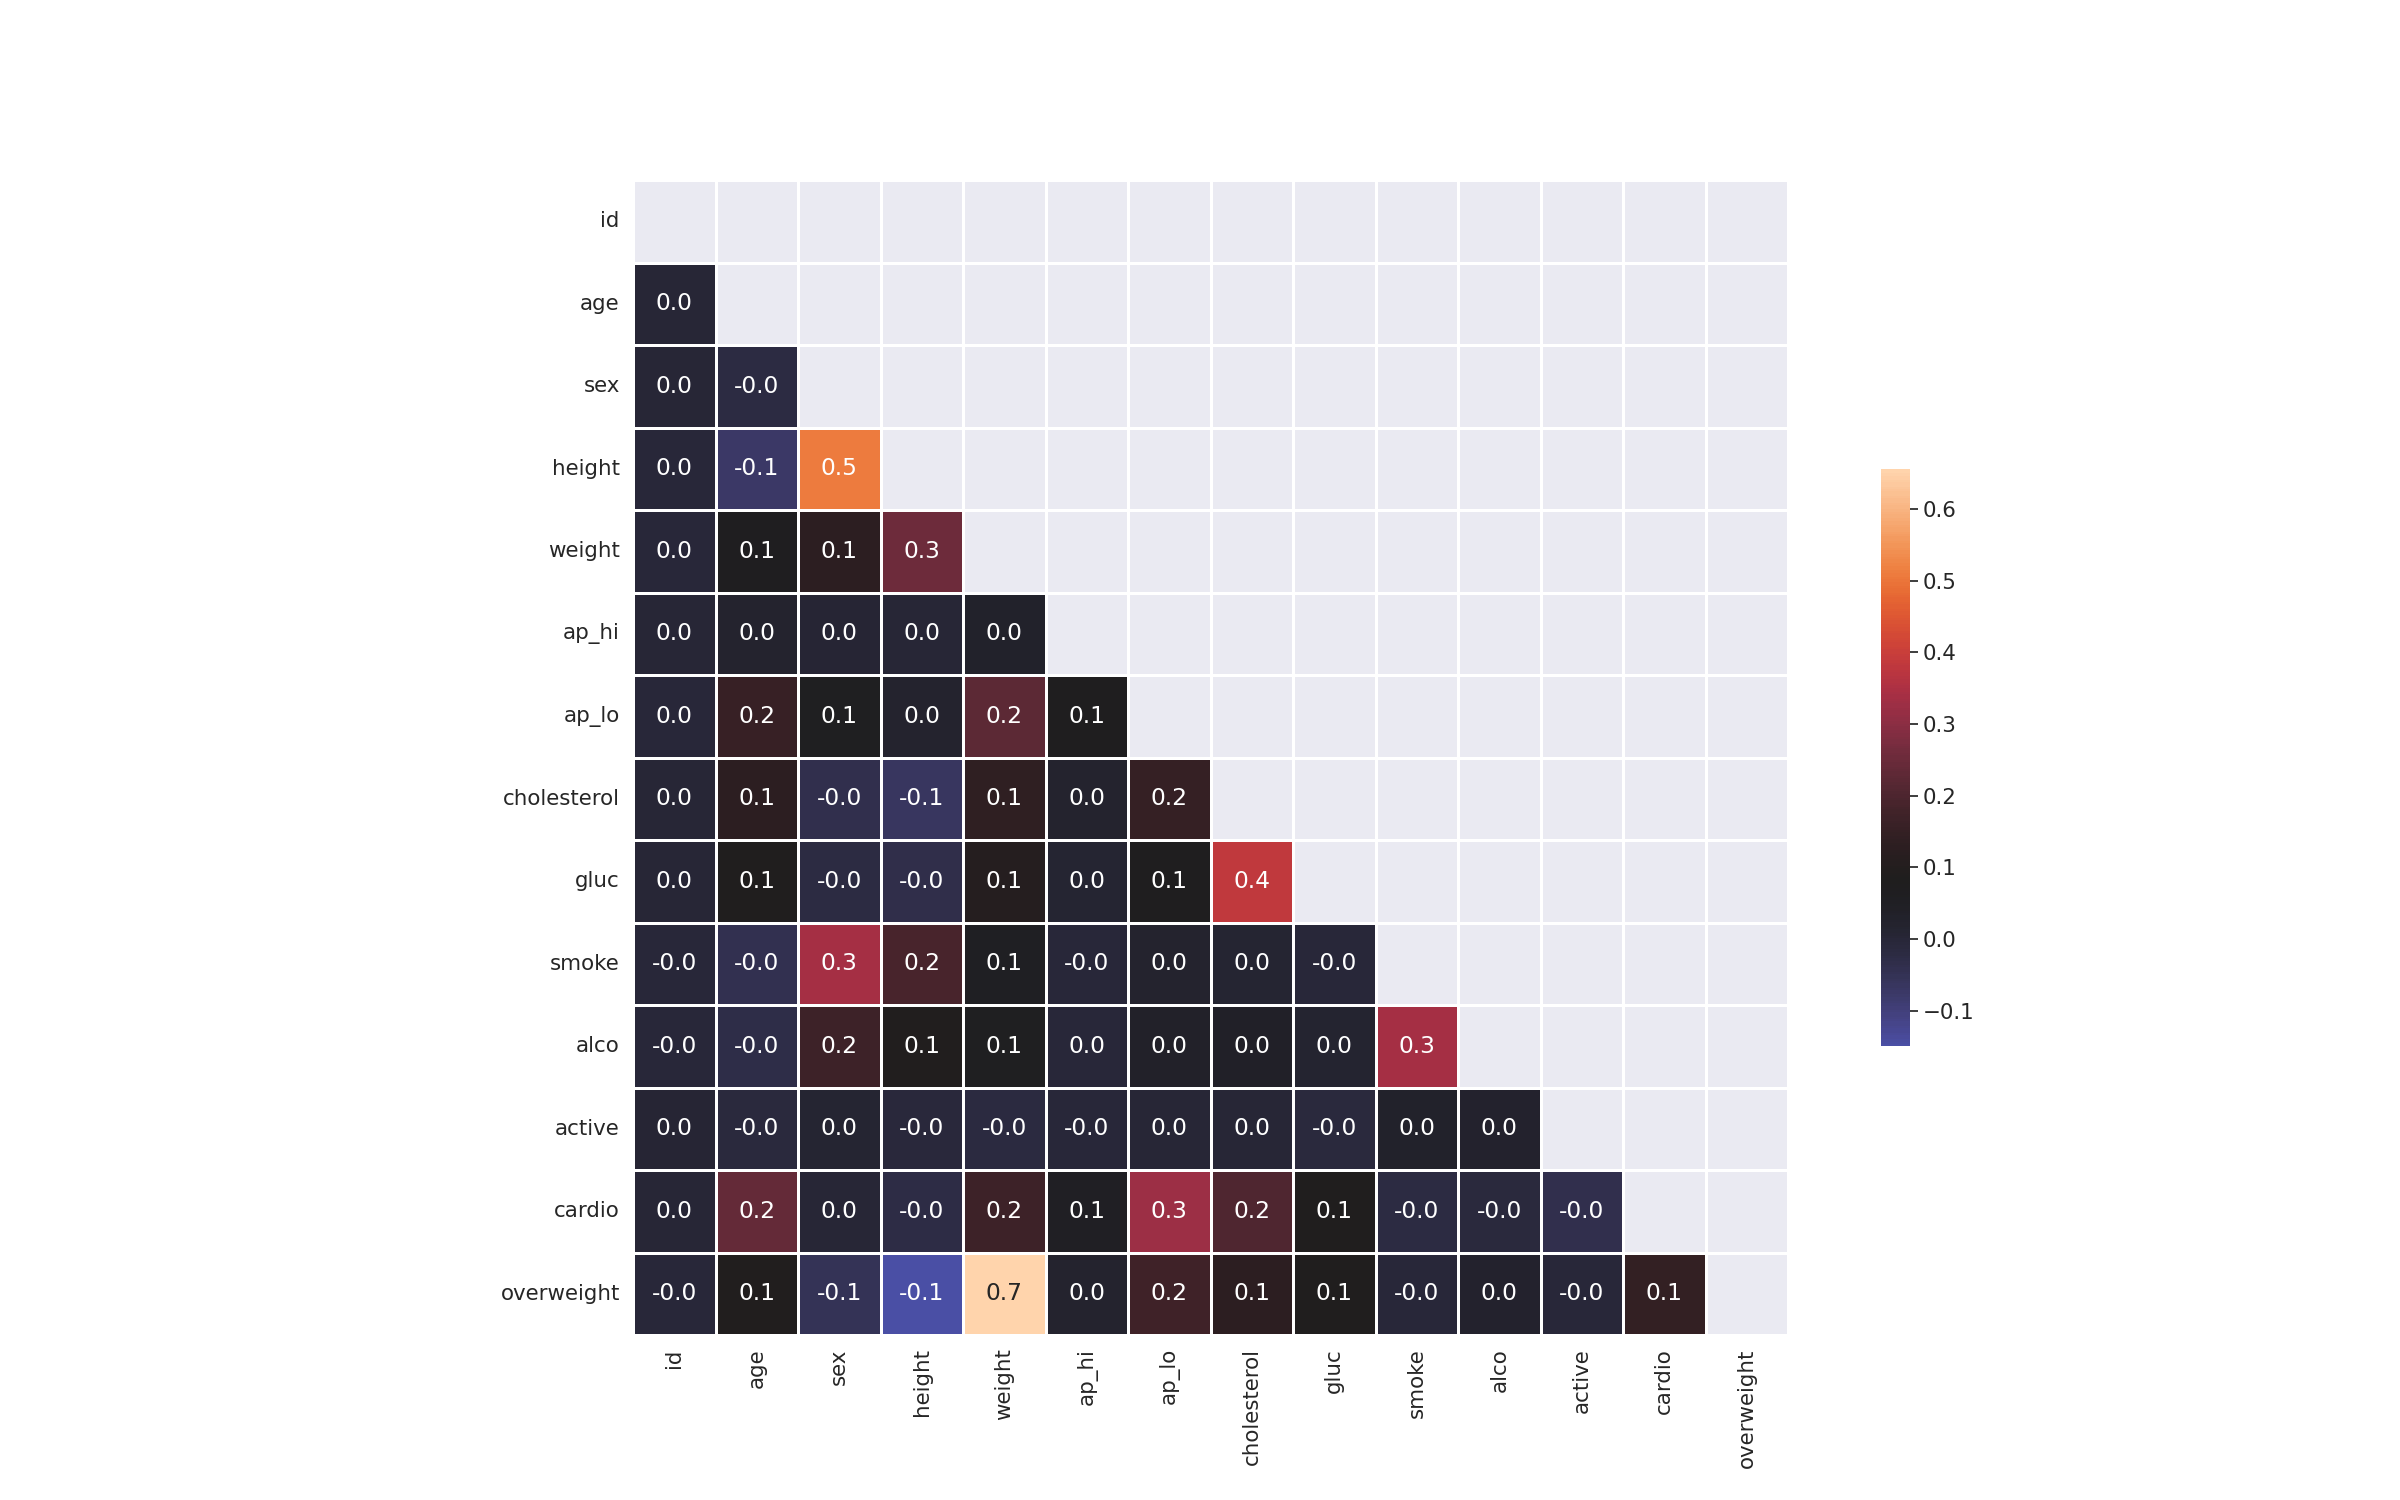 id
age 0.0
sex 0.0 -0.0
height 0.0 -0.1 0.5
weight 0.0 0.1 0.1 0.3
ap_hi 0.0 0.0 0.0 0.0 0.0
ap_lo 0.0 0.2 0.1 0.0 0.2 0.1
cholesterol 0.0 0.1 -0.0 -0.1 0.1 0.0 0.2
gluc 0.0 0.1 -0.0 -0.0 0.1 0.0 0.1 0.4
smoke -0.0 -0.0 0.3 0.2 0.1 -0.0 0.0 0.0 -0.0
alco -0.0 -0.0 0.2 0.1 0.1 0.0 0.0 0.0 0.0 0.3
active 0.0 -0.0 0.0 -0.0 -0.0 -0.0 0.0 0.0 -0.0 0.0 0.0
cardio 0.0 0.2 0.0 -0.0 0.2 0.1 0.3 0.2 0.1 -0.0 -0.0 -0.0
overweight -0.0 0.1 -0.1 -0.1 0.7 0.0 0.2 0.1 0.1 -0.0 0.0 -0.0 0.1
id age sex height weight ap_hi ap_lo cholesterol gluc smoke alco active cardio overweight
0.6
0.5
0.4
0.3
0.2
0.1
0.0
−0.1